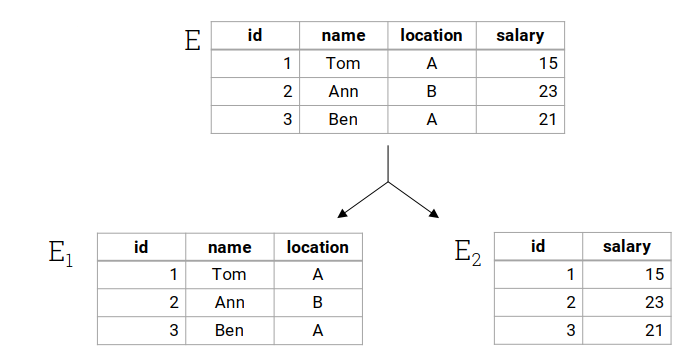 E id name location salary
1 Tom A 15
2 Ann B 23
3 Ben A 21
E₁ id name location
1 Tom A
2 Ann B
3 Ben A
E₂ id salary
1 15
2 23
3 21